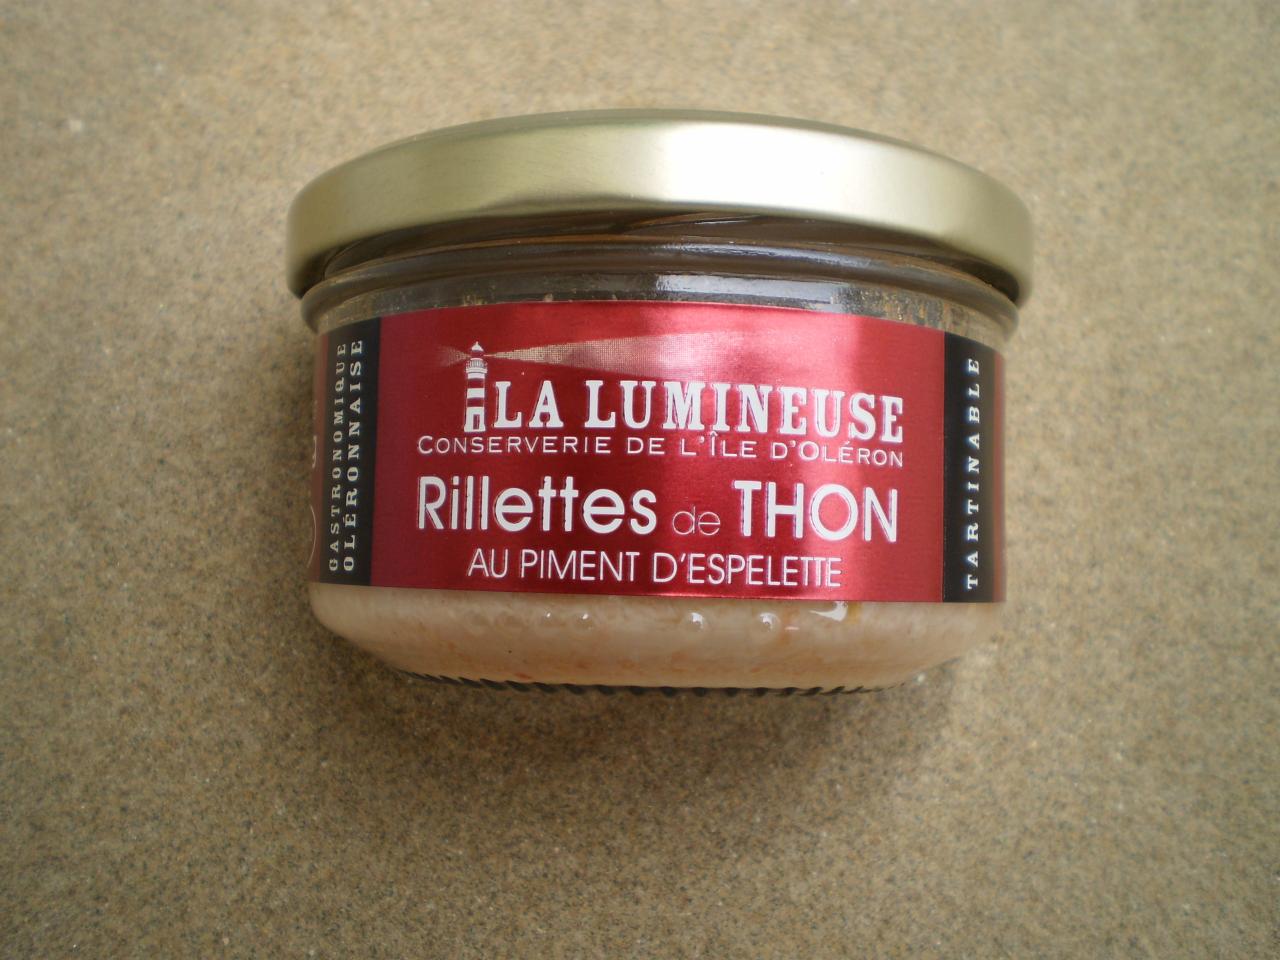 GASTRONOMIQUE
OLÉRONNAISE
LA LUMINEUSE
CONSERVERIE DE L'ÎLE D'OLÉRON
Rillettes de THON
AU PIMENT D'ESPELETTE
TARTINABLE